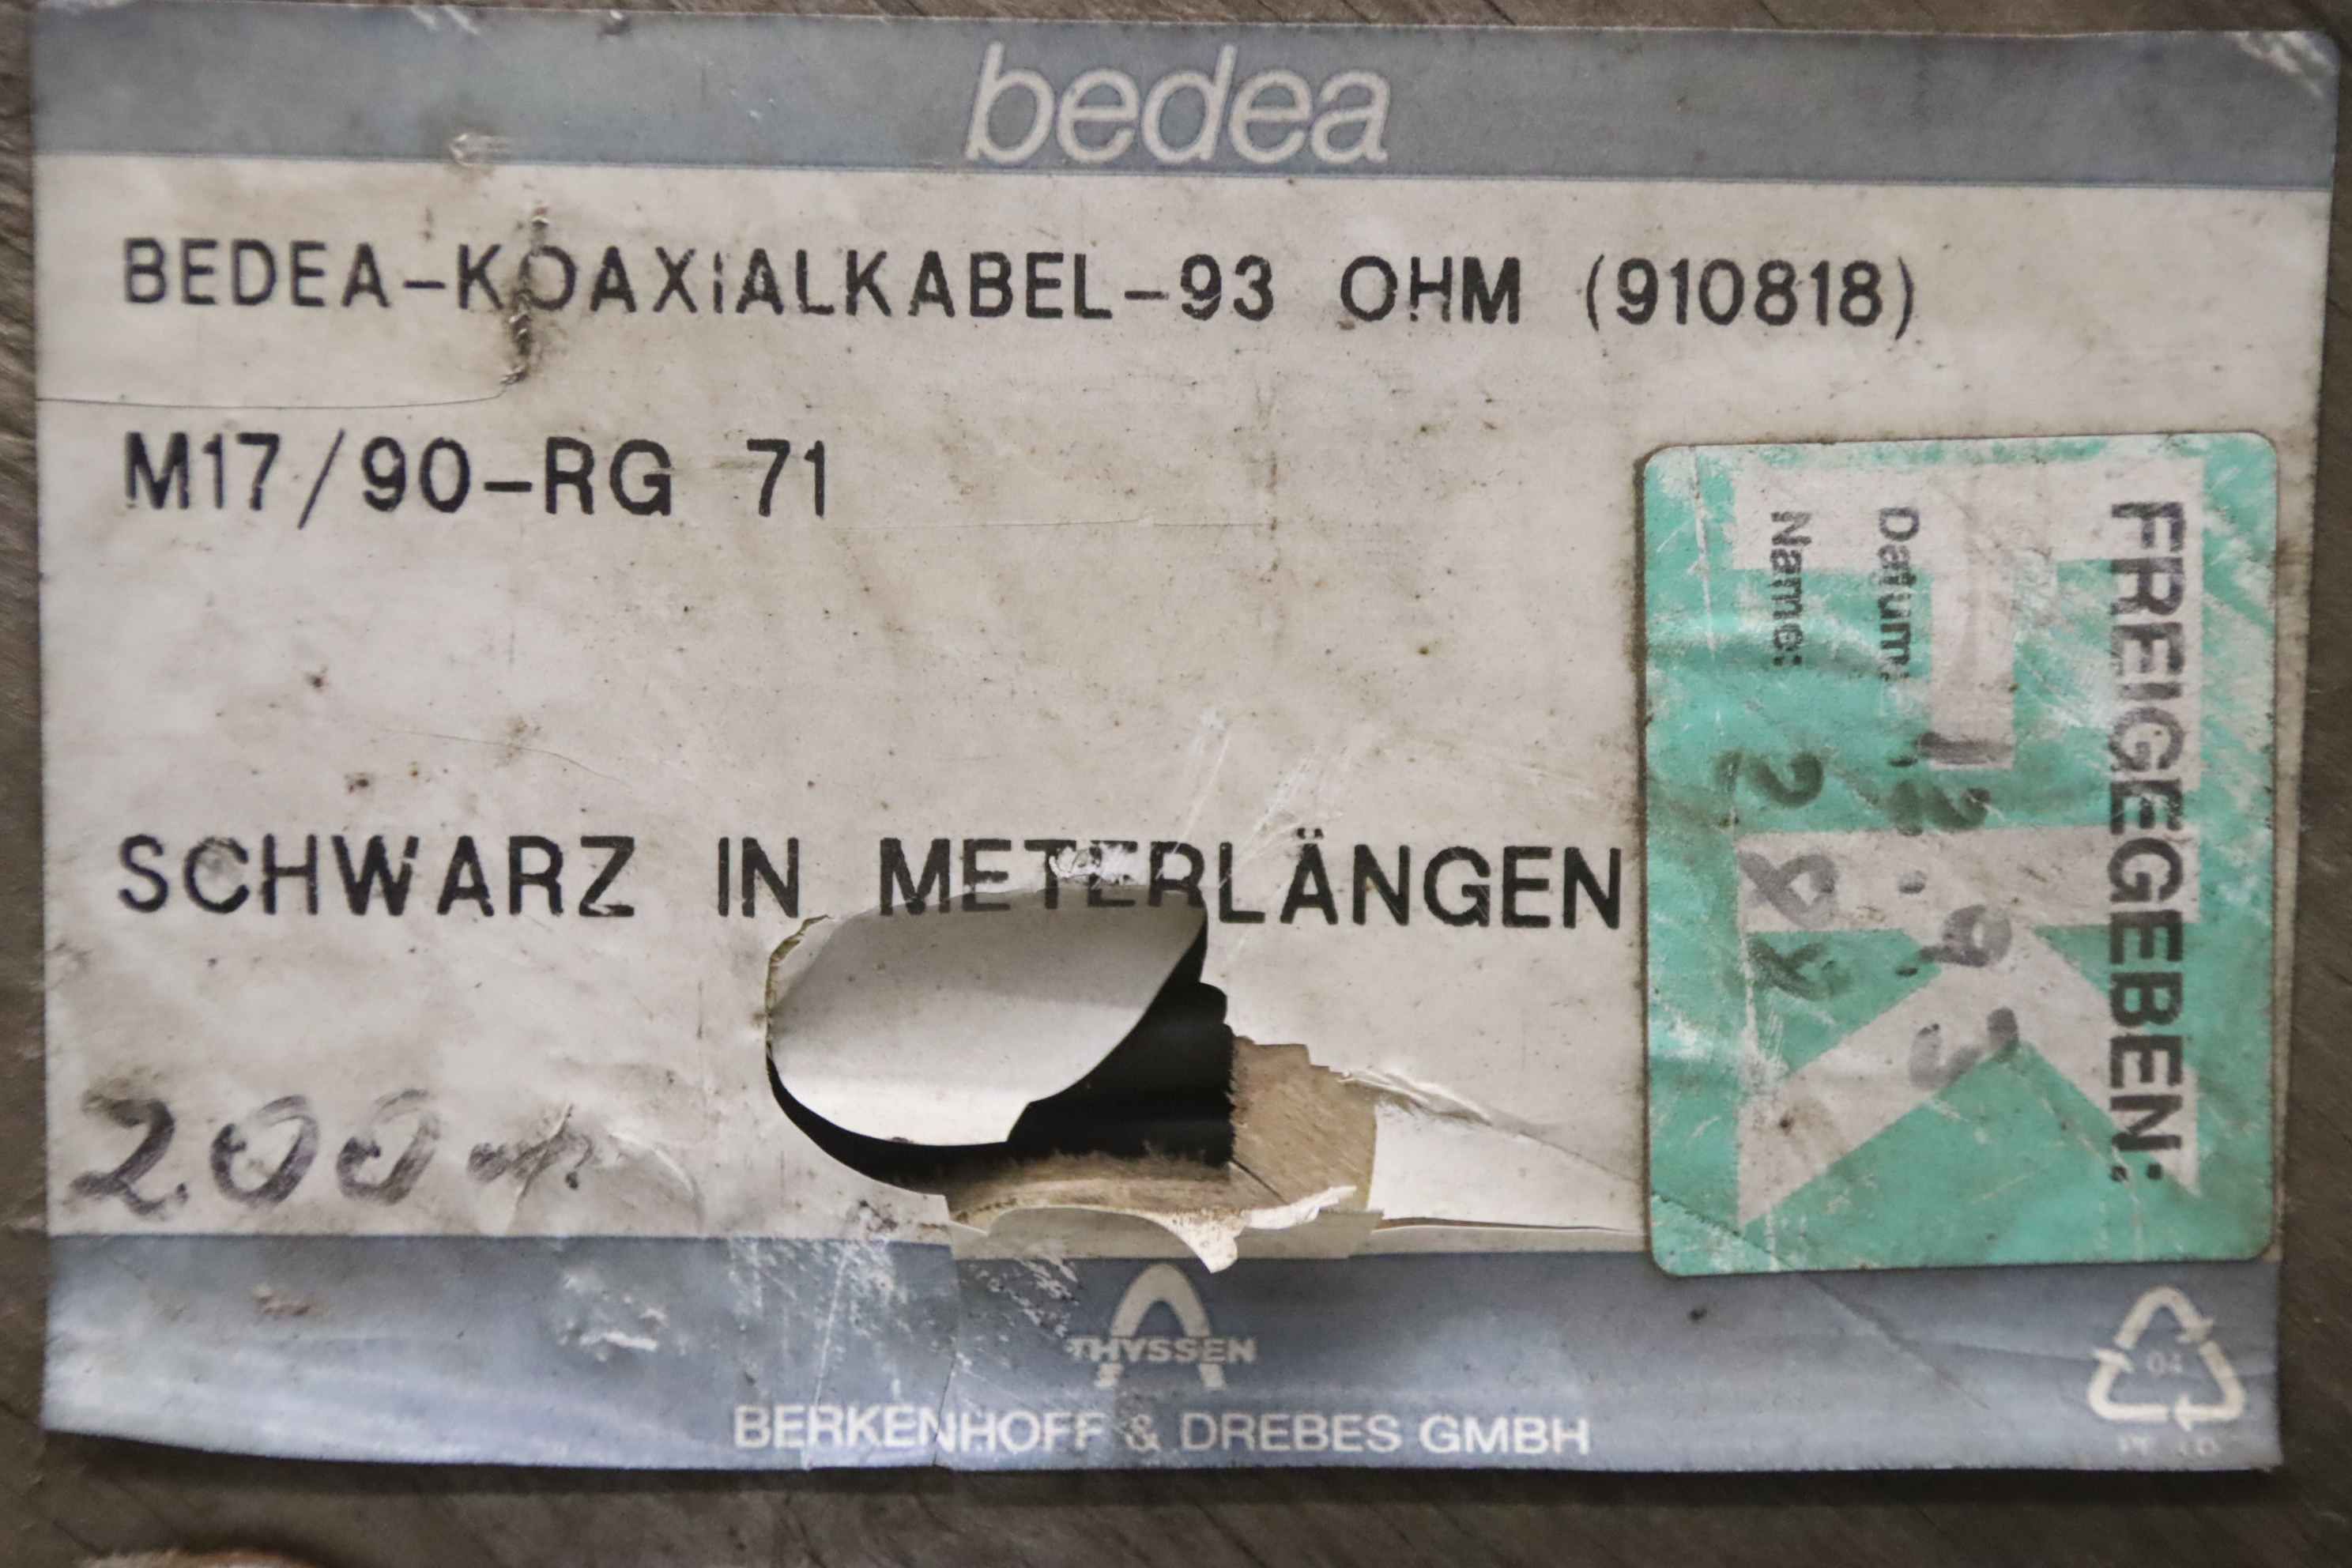 bedea
BEDEA-KOAXIALKABEL-93 OHM (910818)
M17/90-RG 71
SCHWARZ IN METERLÄNGEN
200 m
FREIGEGEBEN:
Datum:
Name:
THYSSEN
BERKENHOFF & DREBES GMBH
04